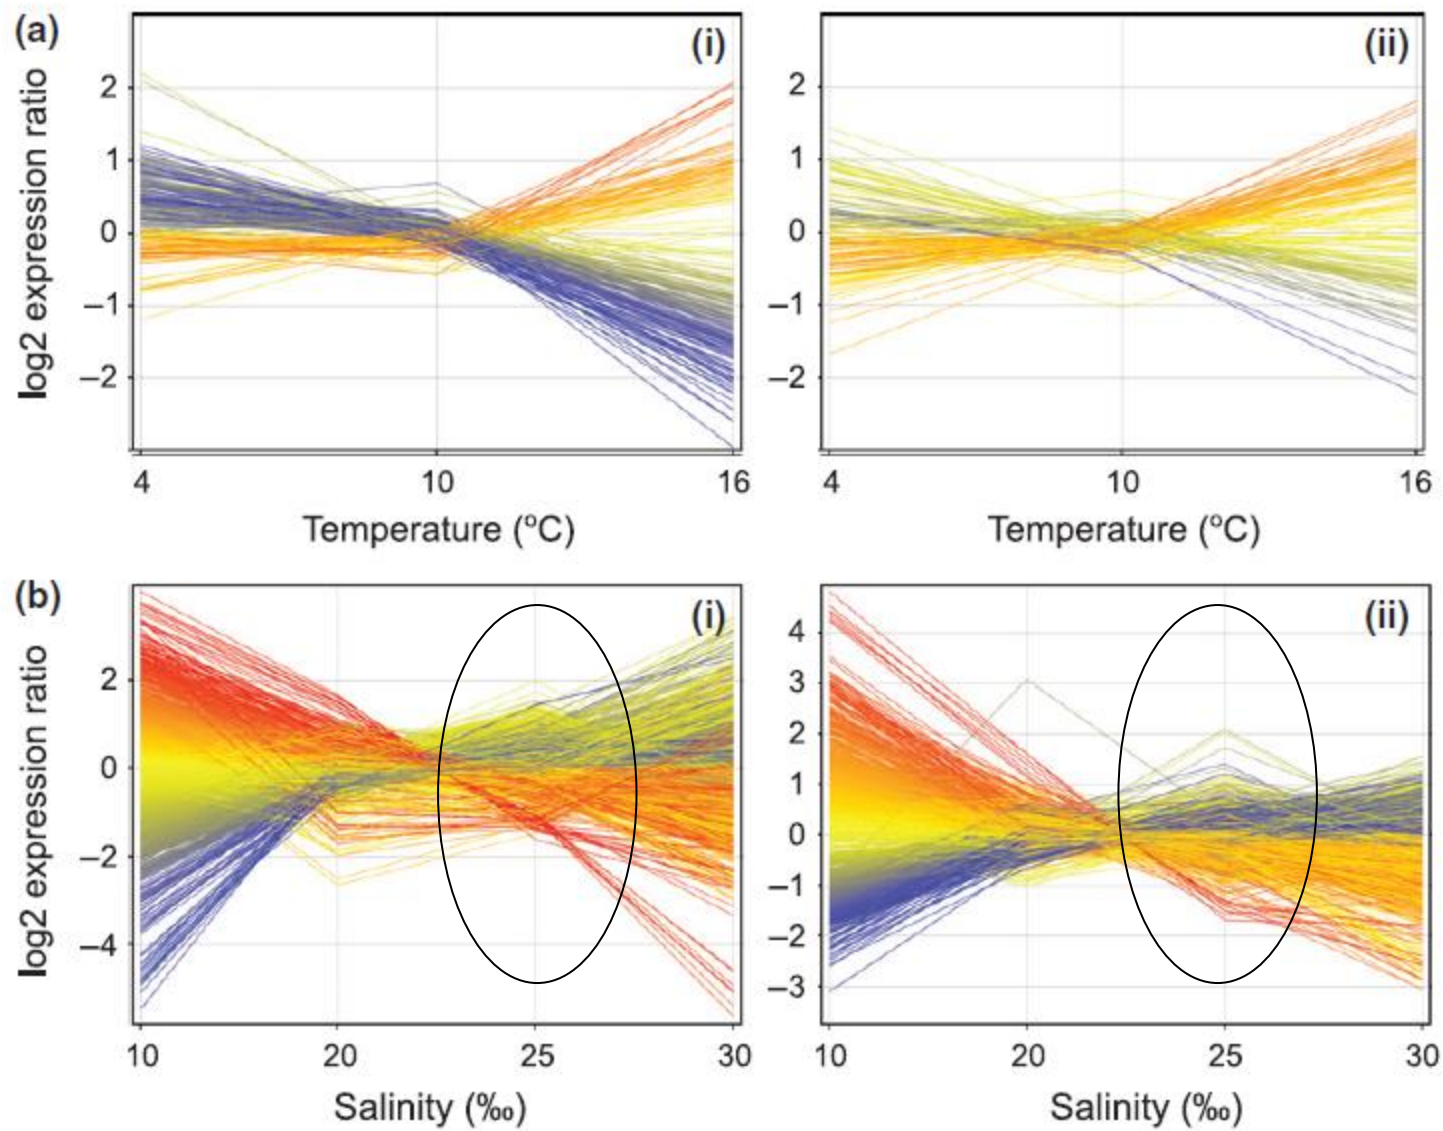 (a) (i) (ii)
log2 expression ratio
2 1 0 –1 –2
2 1 0 –1 –2
4 10 16 4 10 16
Temperature (ºC) Temperature (ºC)
(b) (i) (ii)
log2 expression ratio
2 0 –2 –4
4 3 2 1 0 –1 –2 –3
10 20 25 30 10 20 25 30
Salinity (‰) Salinity (‰)